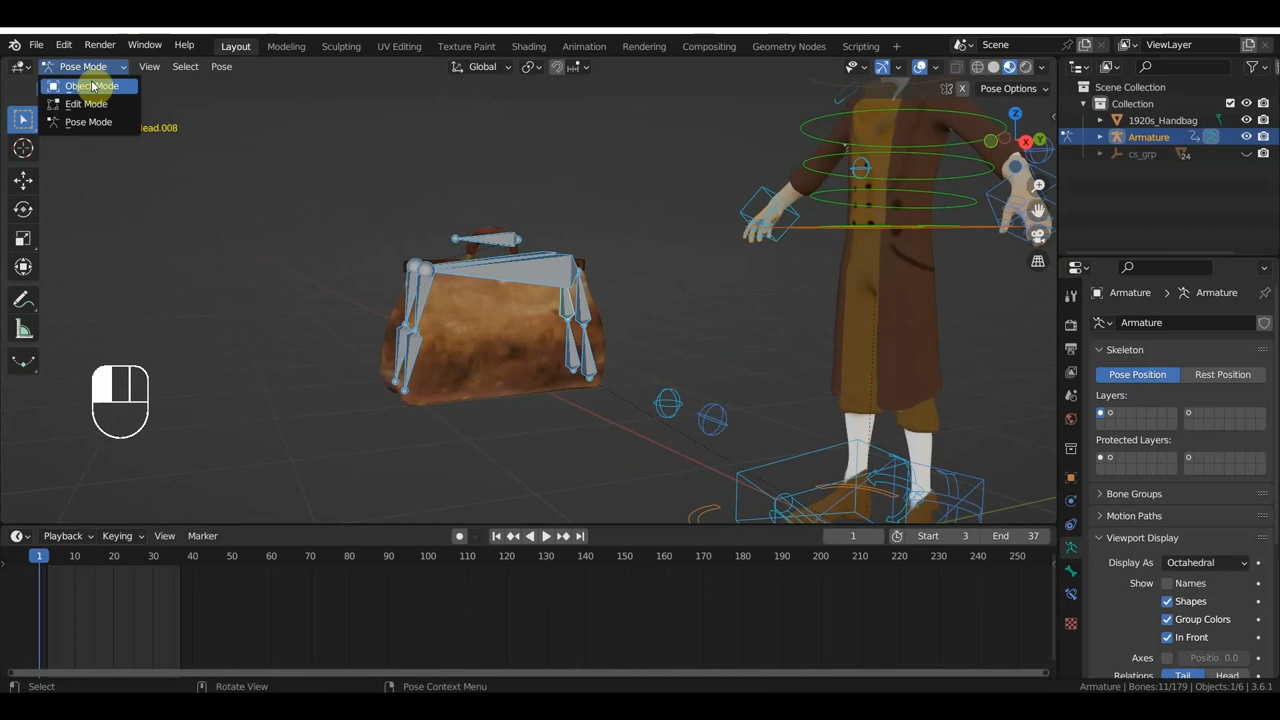 File Edit Render Window Help Layout Modeling Sculpting UV Editing Texture Paint Shading Animation Rendering Compositing Geometry Nodes Scripting + Scene ViewLayer
Pose Mode View Select Pose Global
Object Mode
Edit Mode
Pose Mode
lead.008
X Pose Options
X Y Z
Scene Collection
Collection
1920s_Handbag
Armature
cs_grp 24
Armature > Armature
Armature
Skeleton
Pose Position Rest Position
Layers:
Protected Layers:
Bone Groups
Motion Paths
Viewport Display
Display As Octahedral
Show Names
Shapes
Group Colors
In Front
Axes Positio 0.0
Relations Tail Head
Playback Keying View Marker 1 Start 3 End 37
1 10 20 30 40 50 60 70 80 90 100 110 120 130 140 150 160 170 180 190 200 210 220 230 240 250
Select Rotate View Pose Context Menu Armature | Bones:11/179 | Objects:1/6 | 3.6.1